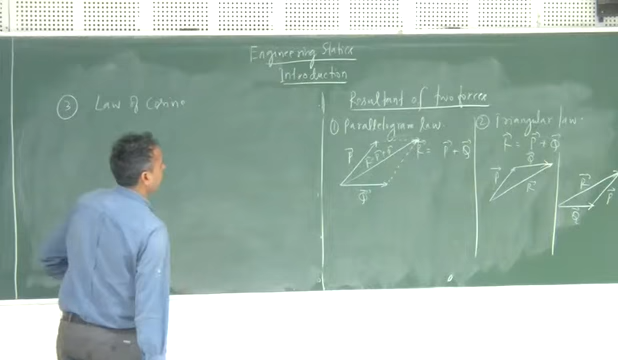 Engineering Statics
Introduction
③ Law of Cosine
Resultant of two forces
① Parallelogram law.
R⃗ = P⃗ + Q⃗
P⃗
R⃗=P⃗+Q⃗
Q⃗
② Triangular law.
R⃗ = P⃗ + Q⃗
Q⃗
P⃗
R⃗
R⃗
P⃗
Q⃗